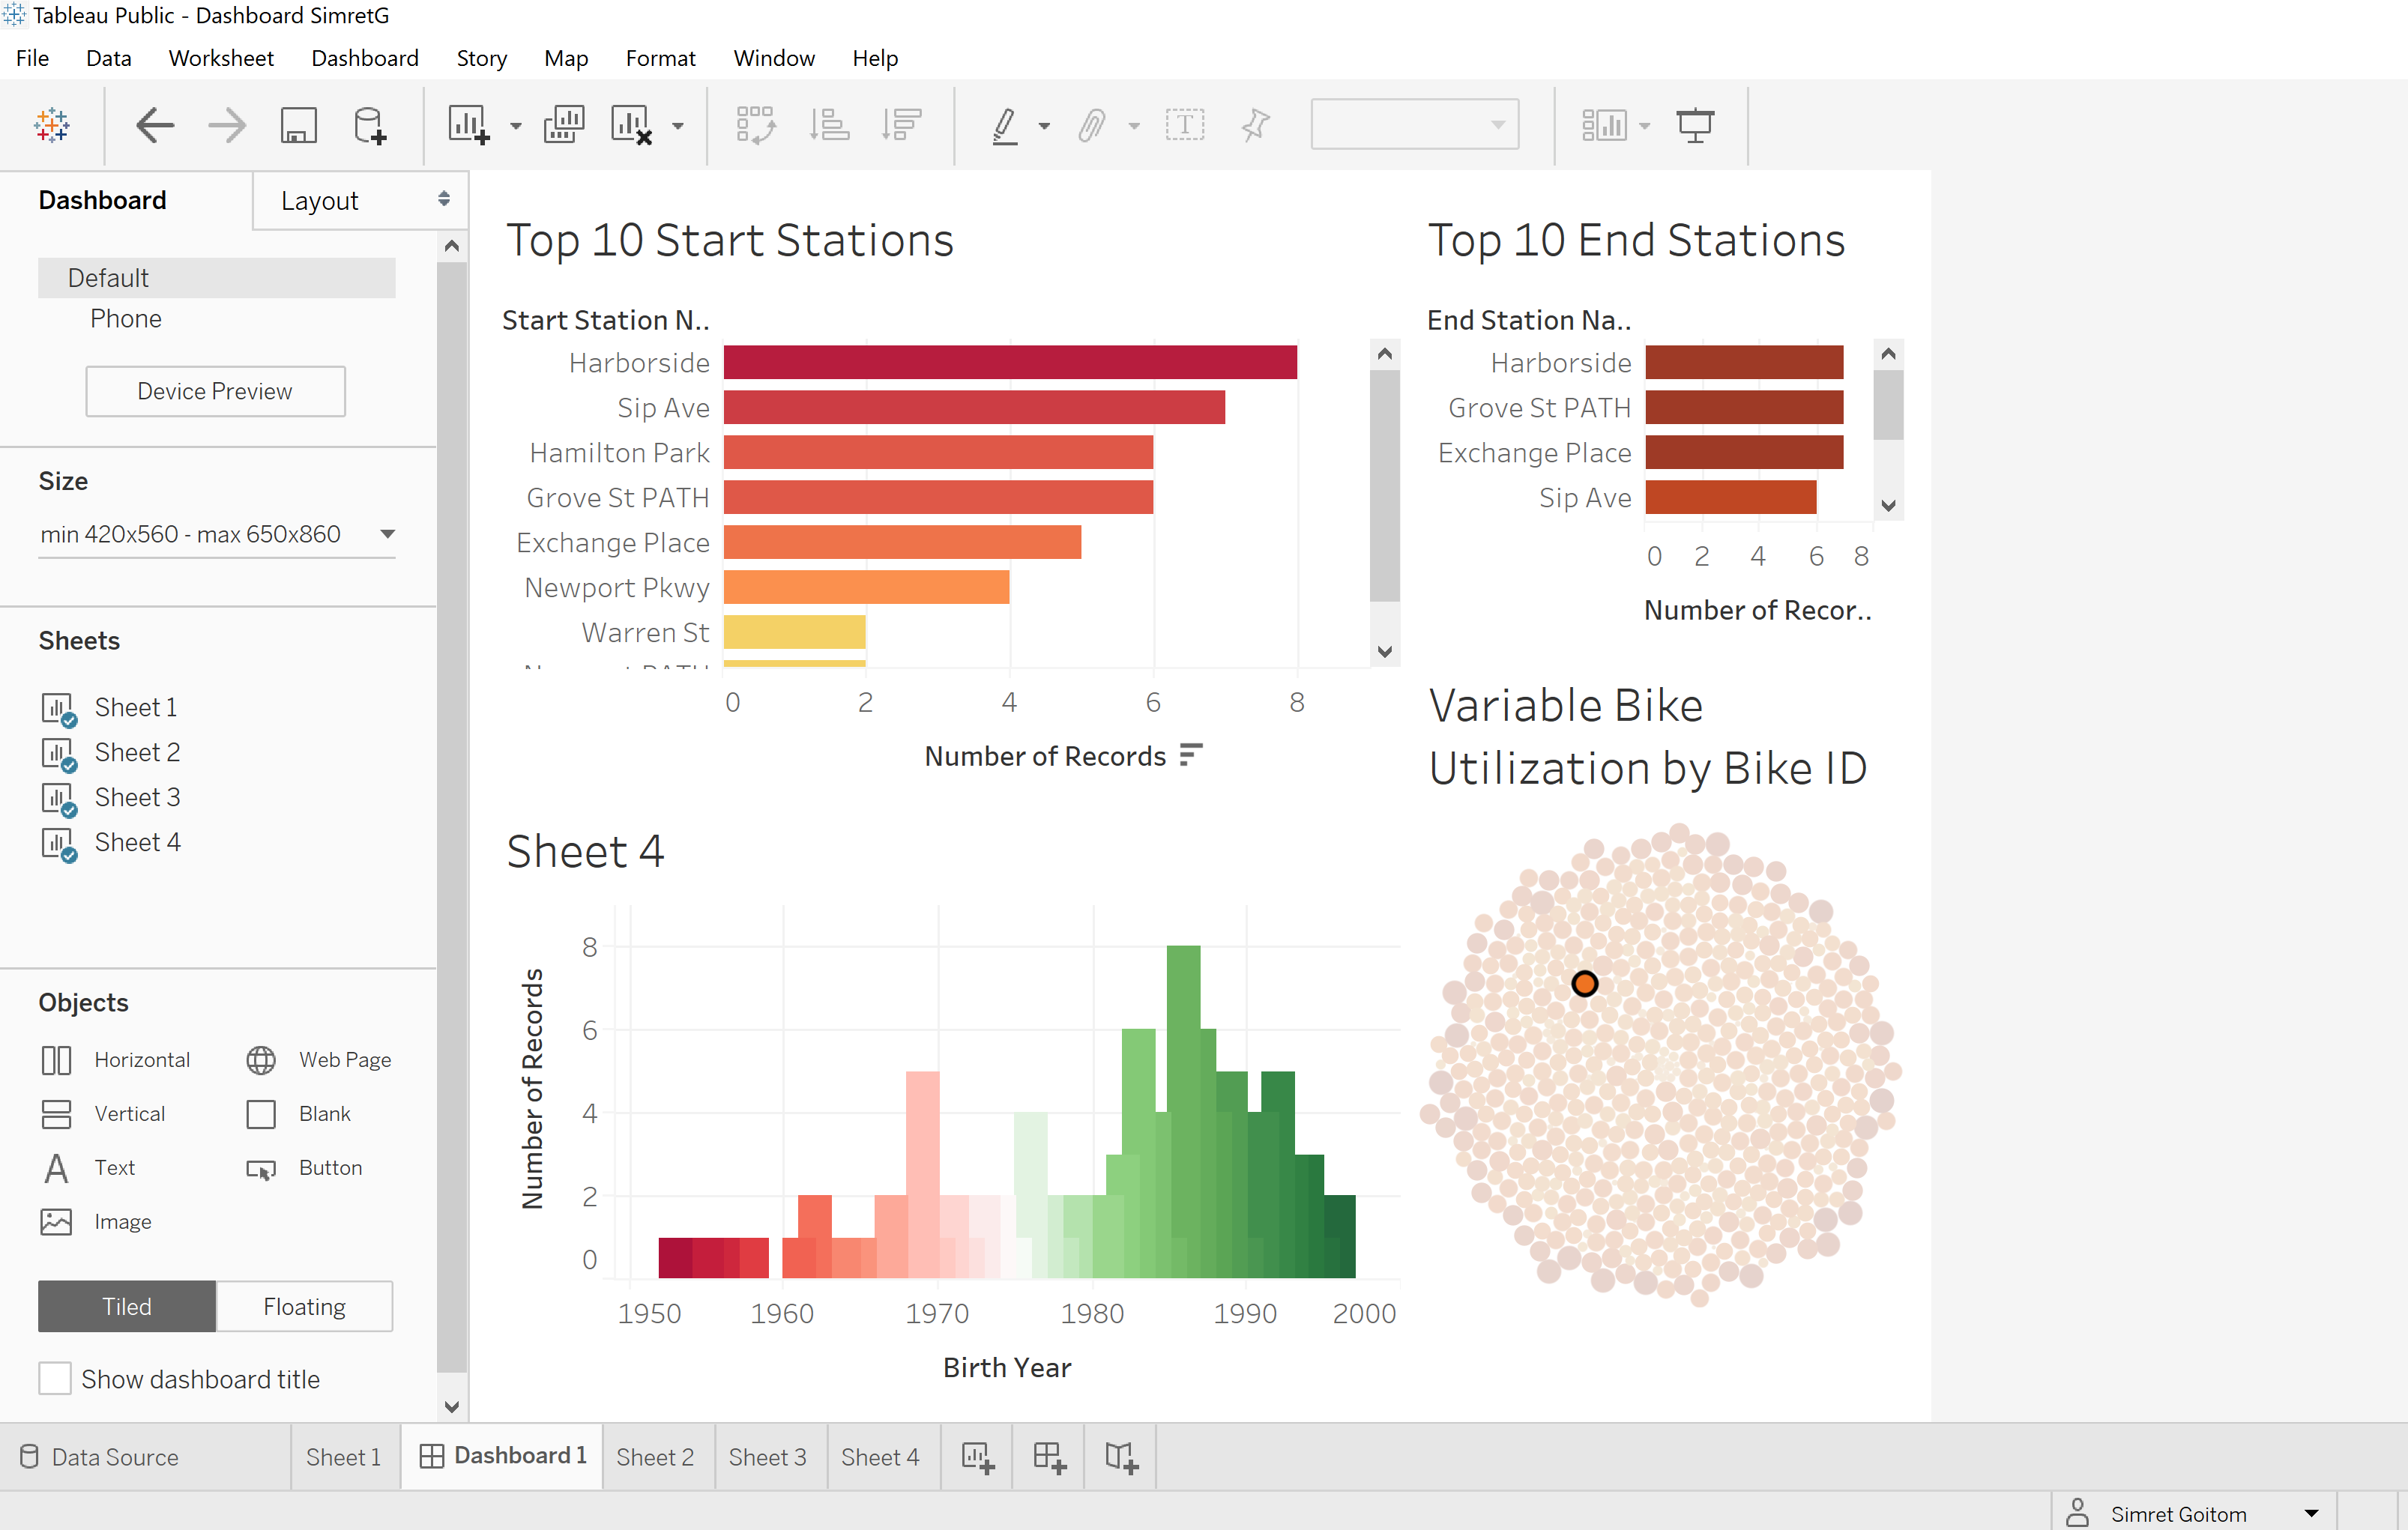 Tableau Public - Dashboard SimretG
File Data Worksheet Dashboard Story Map Format Window Help
Dashboard Layout
Default
Phone
Device Preview
Size
min 420x560 - max 650x860
Sheets
Sheet 1
Sheet 2
Sheet 3
Sheet 4
Objects
Horizontal Web Page
Vertical Blank
Text Button
Image
Tiled Floating
Show dashboard title
Top 10 Start Stations
Start Station N..
Harborside
Sip Ave
Hamilton Park
Grove St PATH
Exchange Place
Newport Pkwy
Warren St
0 2 4 6 8
Number of Records
Top 10 End Stations
End Station Na..
Harborside
Grove St PATH
Exchange Place
Sip Ave
0 2 4 6 8
Number of Recor..
Sheet 4
Number of Records
8
6
4
2
0
1950 1960 1970 1980 1990 2000
Birth Year
Variable Bike
Utilization by Bike ID
Data Source Sheet 1 Dashboard 1 Sheet 2 Sheet 3 Sheet 4
Simret Goitom